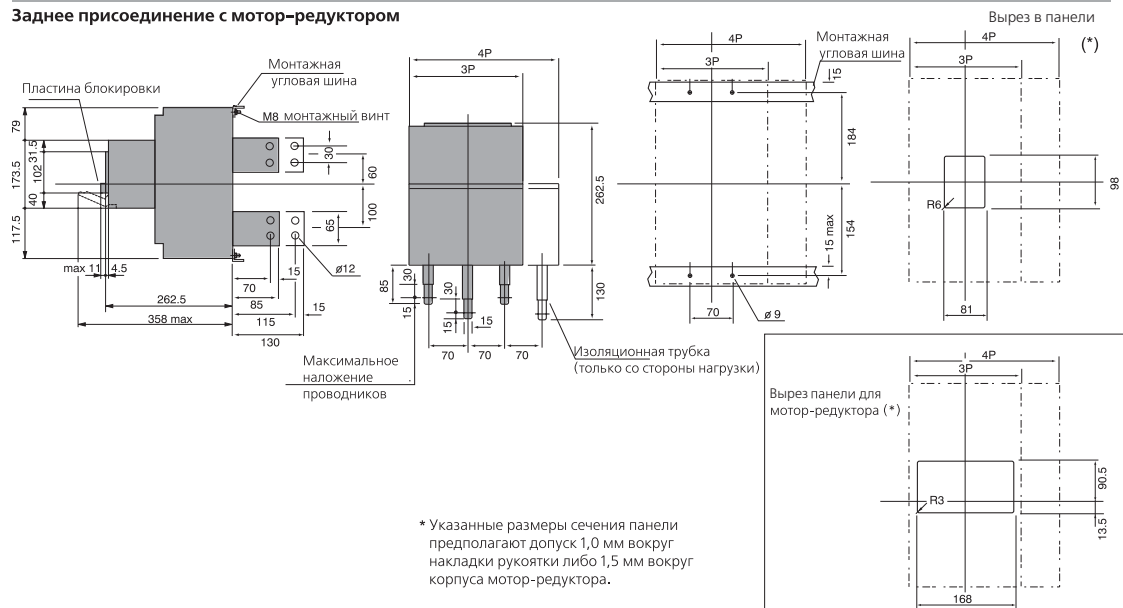 Заднее присоединение с мотор-редуктором
Вырез в панели
(*)
Пластина блокировки
Монтажная
угловая шина
M8 монтажный винт
79
173.5
31.5
102
40
117.5
max 11
4.5
262.5
358 max
30
60
100
65
15
ø12
70
85
115
15
130
4P
3P
262.5
85
30
15
30
15
15
130
70
70
70
Максимальное
наложение
проводников
Изоляционная трубка
(только со стороны нагрузки)
4P
3P
Монтажная
угловая шина
15
184
154
15 max
70
ø 9
4P
3P
R6
98
81
Вырез панели для
мотор-редуктора (*)
4P
3P
R3
90.5
13.5
168
* Указанные размеры сечения панели
предполагают допуск 1,0 мм вокруг
накладки рукоятки либо 1,5 мм вокруг
корпуса мотор-редуктора.